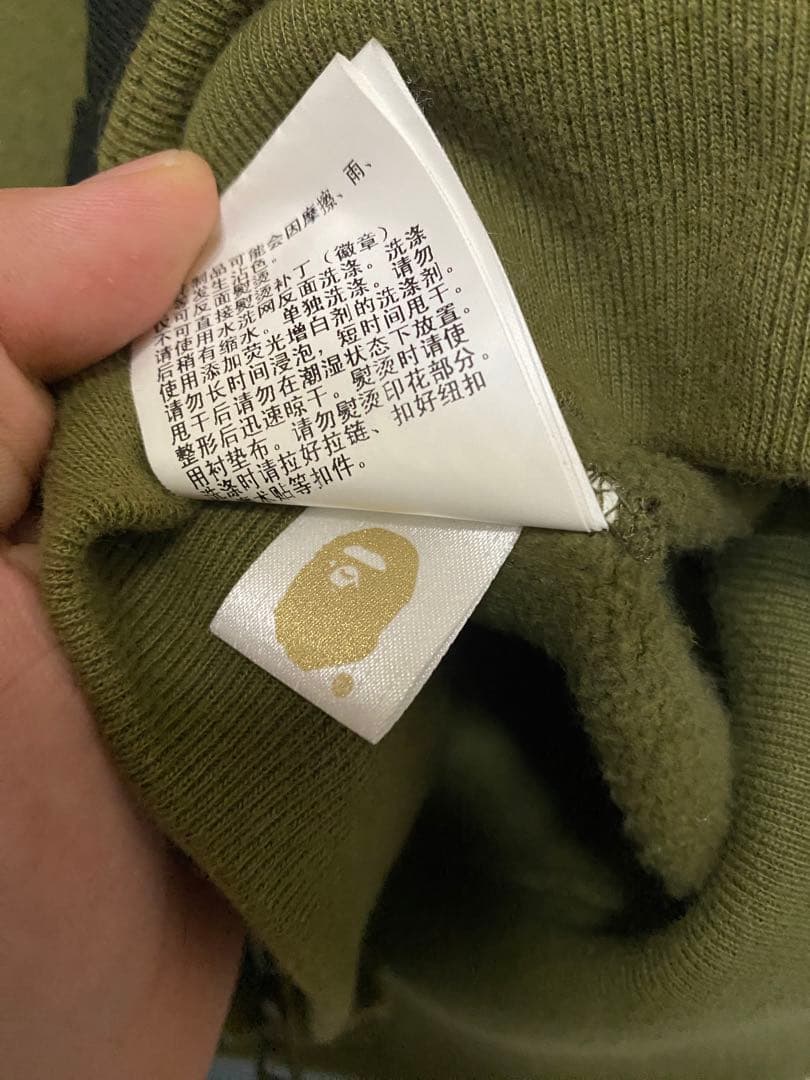 制品可能会因摩擦、雨、
发生沾色。
可反面熨烫
不可直接熨烫补丁（徽章）
请使用水洗网反面洗涤。洗涤
后稍有缩水。单独洗涤。请勿
使用添加荧光增白剂的洗涤剂。
请勿长时间浸泡，短时间甩干。
甩干后请勿在潮湿状态下放置。
整形后迅速晾干。熨烫时请使
用衬垫布。请勿熨烫印花部分。
洗涤时请拉好拉链、扣好纽扣
术贴等扣件。